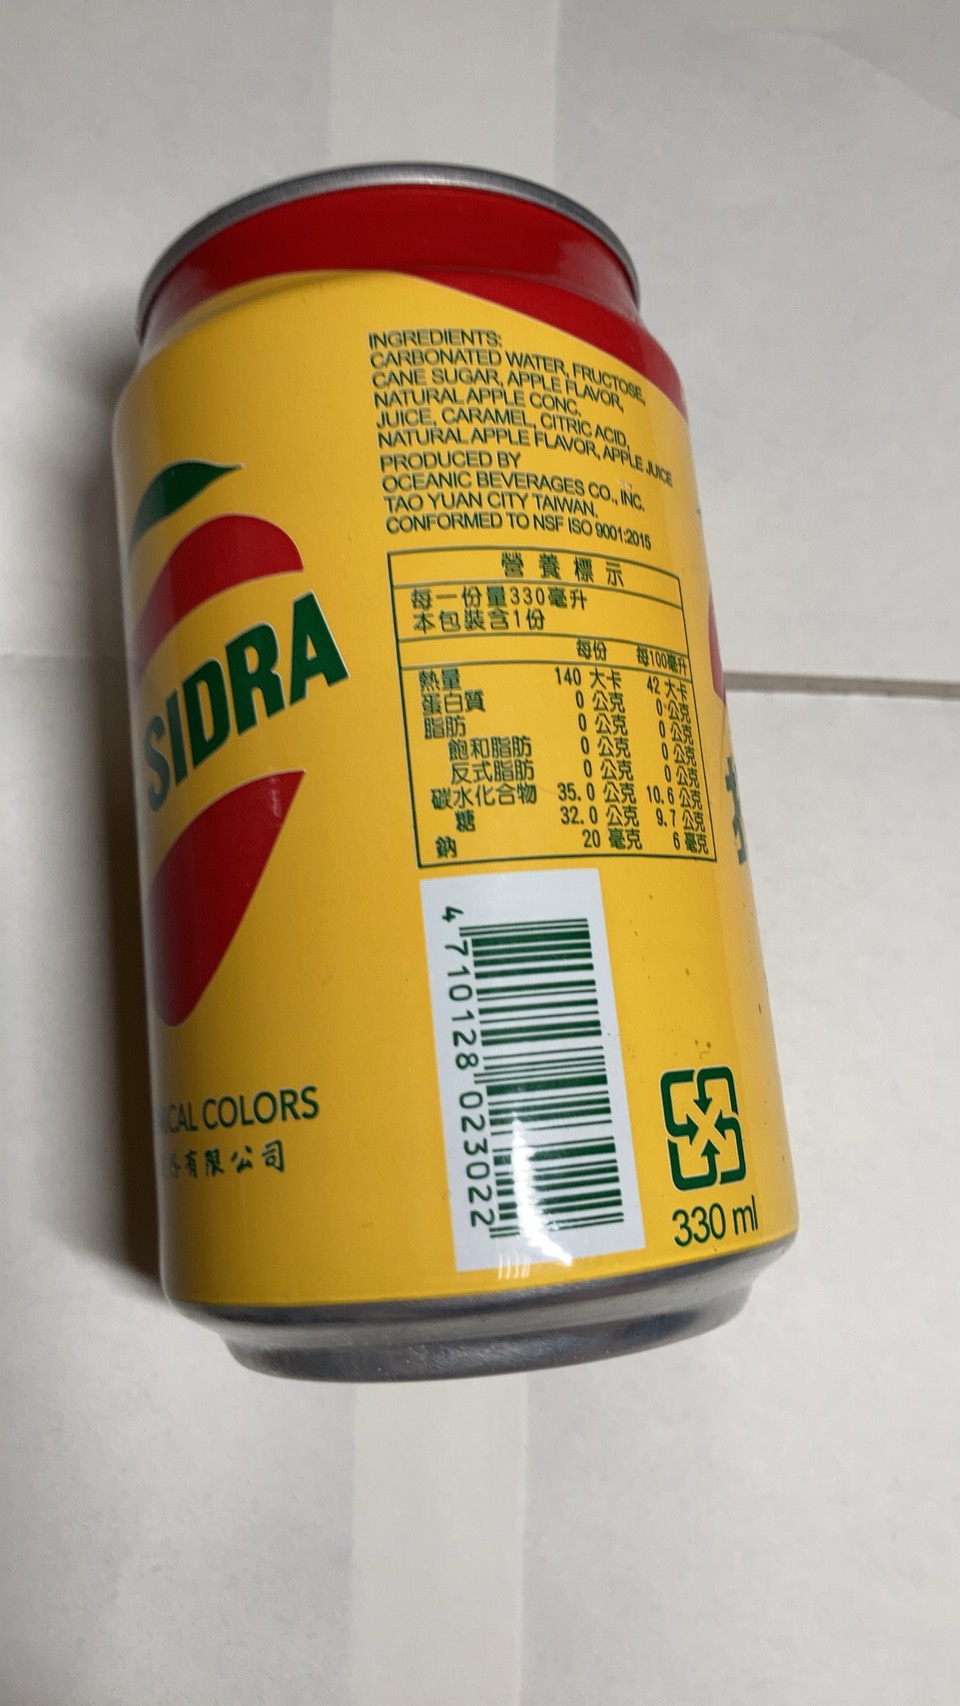 INGREDIENTS:
CARBONATED WATER, FRUCTOSE,
CANE SUGAR, APPLE FLAVOR,
NATURAL APPLE CONC.
JUICE, CARAMEL, CITRIC ACID,
NATURAL APPLE FLAVOR, APPLE JUICE
PRODUCED BY
OCEANIC BEVERAGES CO., INC.
TAO YUAN CITY TAIWAN.
CONFORMED TO NSF ISO 9001:2015
營養標示
每一份量330毫升
本包裝含1份
每份 每100毫升
熱量 140 大卡 42 大卡
蛋白質 0 公克 0 公克
脂肪 0 公克 0 公克
飽和脂肪 0 公克 0 公克
反式脂肪 0 公克 0 公克
碳水化合物 35.0 公克 10.6 公克
糖 32.0 公克 9.7 公克
鈉 20 毫克 6 毫克
SIDRA
CAL COLORS
份有限公司
4 710128 023022
330 ml